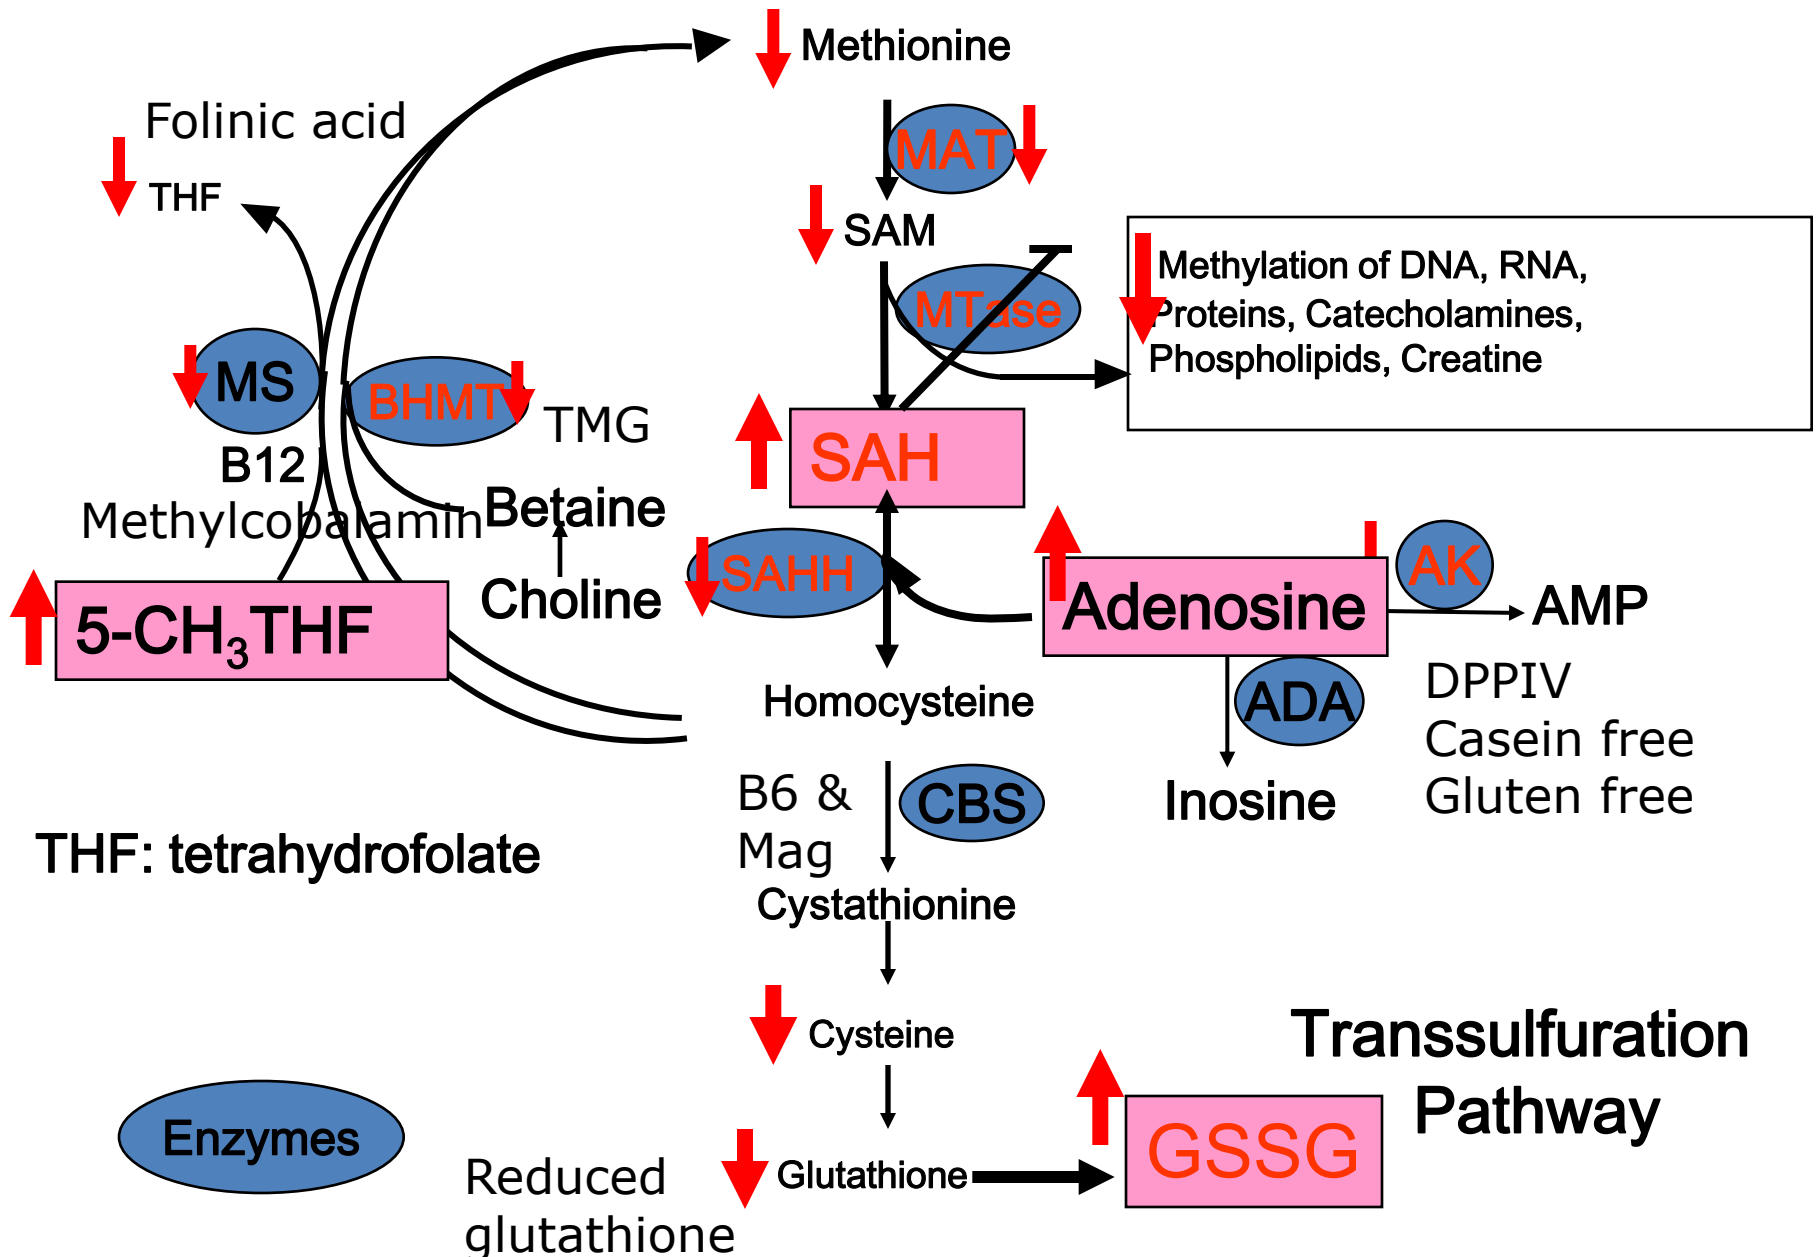 Methionine
Folinic acid
MAT
THF
SAM
Methylation of DNA, RNA,
Proteins, Catecholamines,
Phospholipids, Creatine
MTase
MS
BHMT
TMG
SAH
B12
Methylcobalamin
Betaine
SAHH
AK
Choline
5-CH₃THF
Adenosine
AMP
Homocysteine
ADA
DPPIV
Casein free
Gluten free
B6 &
Mag
CBS
Inosine
THF: tetrahydrofolate
Cystathionine
Cysteine
Transsulfuration
Pathway
Enzymes
Reduced
glutathione
Glutathione
GSSG